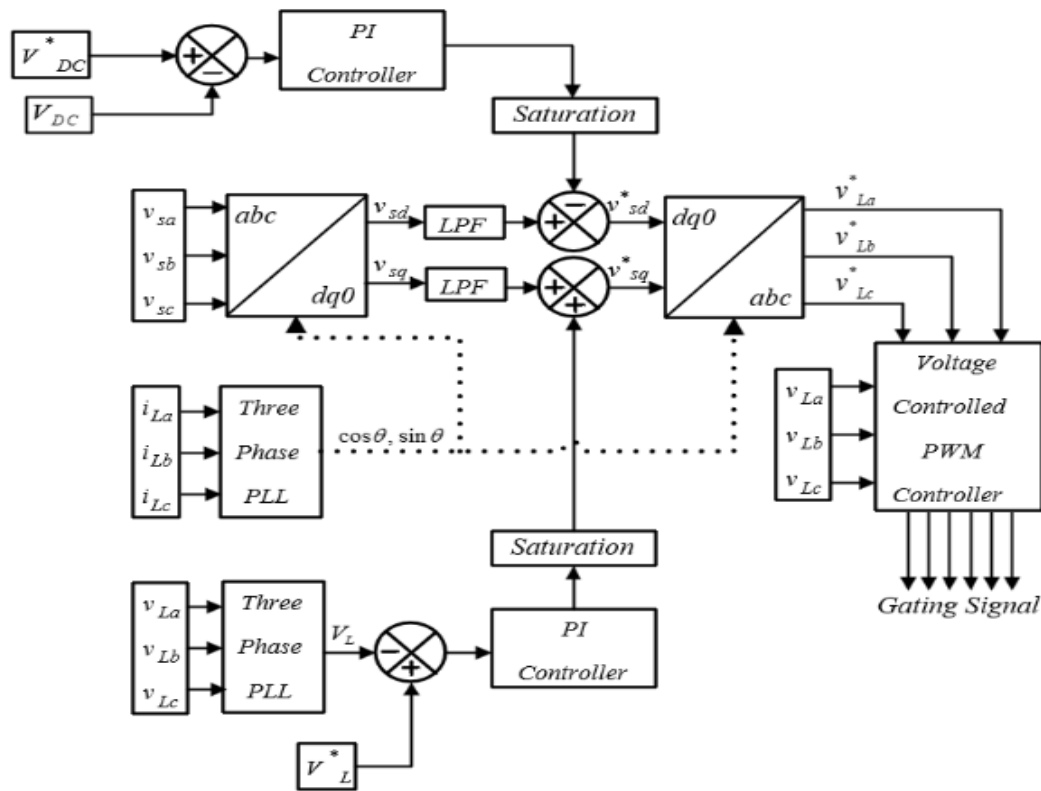 V*DC
VDC
+
−
PI
Controller
Saturation
vsa
vsb
vsc
abc
dq0
vsd
vsq
LPF
LPF
−
+
+
+
v*sd
v*sq
dq0
abc
v*La
v*Lb
v*Lc
iLa
iLb
iLc
Three
Phase
PLL
cosθ, sinθ
vLa
vLb
vLc
Voltage
Controlled
PWM
Controller
Gating Signal
Saturation
vLa
vLb
vLc
Three
Phase
PLL
VL
−
+
PI
Controller
V*L